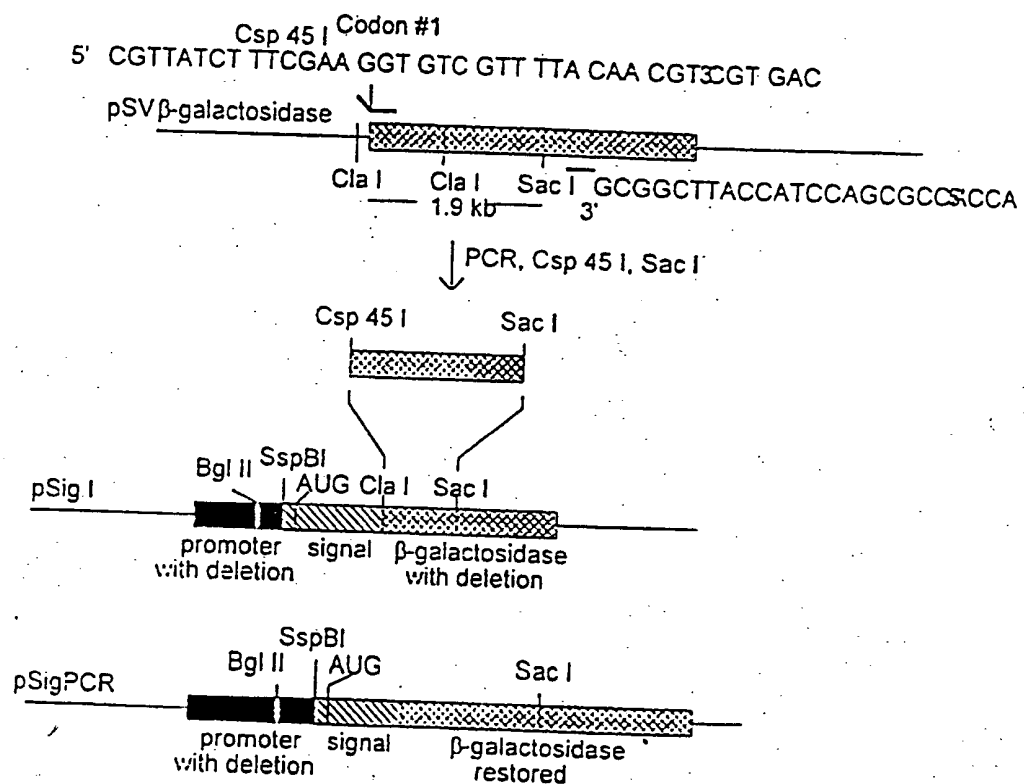 Csp 45 I Codon #1
5' CGTTATCT TTCGAA GGT GTC GTT TTA CAA CGT3'CGT GAC
pSVβ-galactosidase
Cla I Cla I Sac I GCGGCTTACCATCCAGCGCC
1.9 kb 3'
PCR, Csp 45 I, Sac I
Csp 45 I Sac I
Bgl II SspBI AUG Cla I Sac I
pSig I
promoter with deletion signal β-galactosidase with deletion
SspBI
Bgl II AUG Sac I
pSigPCR
promoter with deletion signal β-galactosidase restored